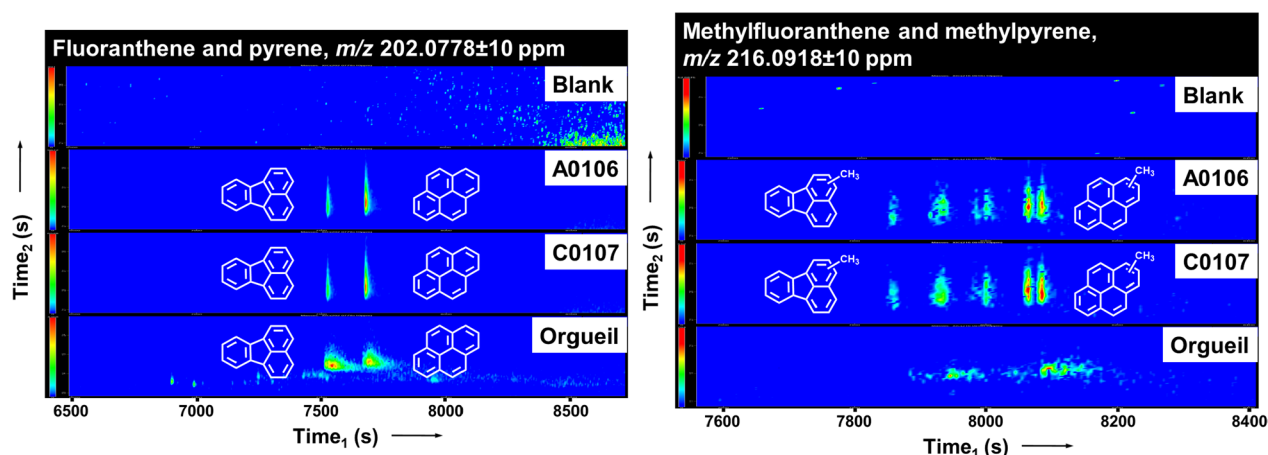 Fluoranthene and pyrene, m/z 202.0778±10 ppm
Blank
A0106
C0107
Orgueil
Time₂ (s)
6500 7000 7500 8000 8500
Time₁ (s)
Methylfluoranthene and methylpyrene,
m/z 216.0918±10 ppm
Blank
A0106
CH₃ CH₃
C0107
CH₃ CH₃
Orgueil
Time₂ (s)
7600 7800 8000 8200 8400
Time₁ (s)